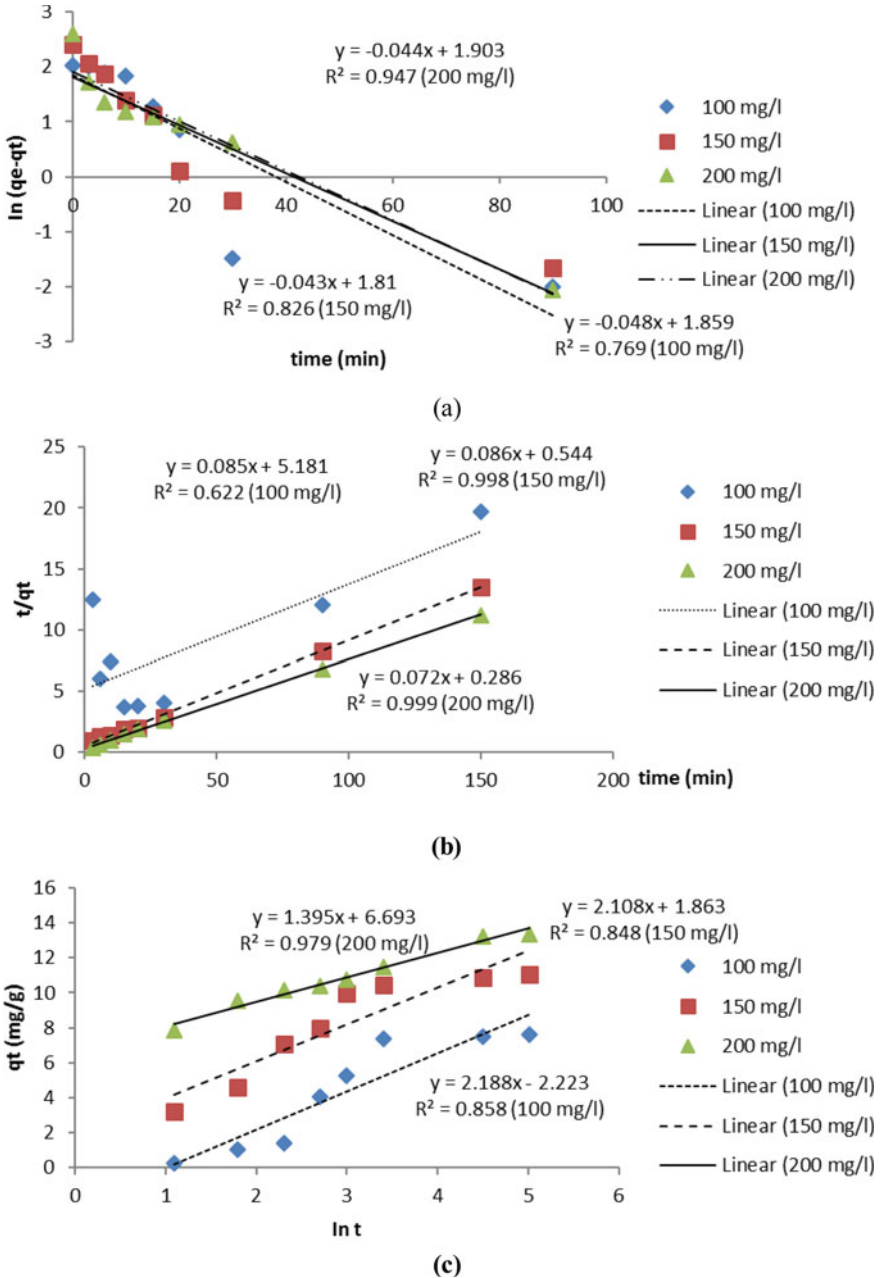 3
y = -0.044x + 1.903
R² = 0.947 (200 mg/l)
2
1
0
-1
-2
-3
0
20
40
60
80
100
ln (qe-qt)
time (min)
y = -0.043x + 1.81
R² = 0.826 (150 mg/l)
y = -0.048x + 1.859
R² = 0.769 (100 mg/l)
100 mg/l
150 mg/l
200 mg/l
Linear (100 mg/l)
Linear (150 mg/l)
Linear (200 mg/l)
(a)
25
20
15
10
5
0
t/qt
y = 0.085x + 5.181
R² = 0.622 (100 mg/l)
y = 0.086x + 0.544
R² = 0.998 (150 mg/l)
y = 0.072x + 0.286
R² = 0.999 (200 mg/l)
0
50
100
150
200
time (min)
100 mg/l
150 mg/l
200 mg/l
Linear (100 mg/l)
Linear (150 mg/l)
Linear (200 mg/l)
(b)
16
14
12
10
8
6
4
2
0
qt (mg/g)
y = 1.395x + 6.693
R² = 0.979 (200 mg/l)
y = 2.108x + 1.863
R² = 0.848 (150 mg/l)
y = 2.188x - 2.223
R² = 0.858 (100 mg/l)
0
1
2
3
4
5
6
ln t
100 mg/l
150 mg/l
200 mg/l
Linear (100 mg/l)
Linear (150 mg/l)
Linear (200 mg/l)
(c)